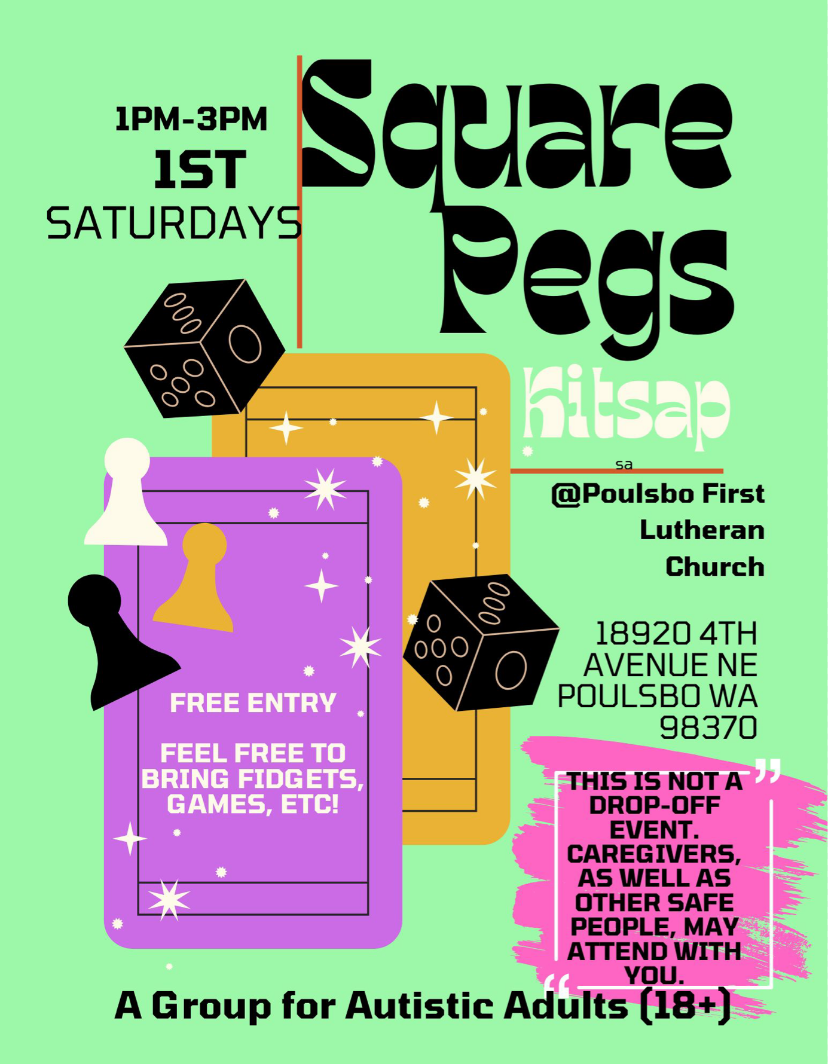 1PM-3PM
1ST
SATURDAYS
Square
Pegs
Kitsap
sa
@Poulsbo First
Lutheran
Church
18920 4TH
AVENUE NE
POULSBO WA
98370
FREE ENTRY
FEEL FREE TO
BRING FIDGETS,
GAMES, ETC!
THIS IS NOT A
DROP-OFF
EVENT.
CAREGIVERS,
AS WELL AS
OTHER SAFE
PEOPLE, MAY
ATTEND WITH
YOU.
A Group for Autistic Adults (18+)